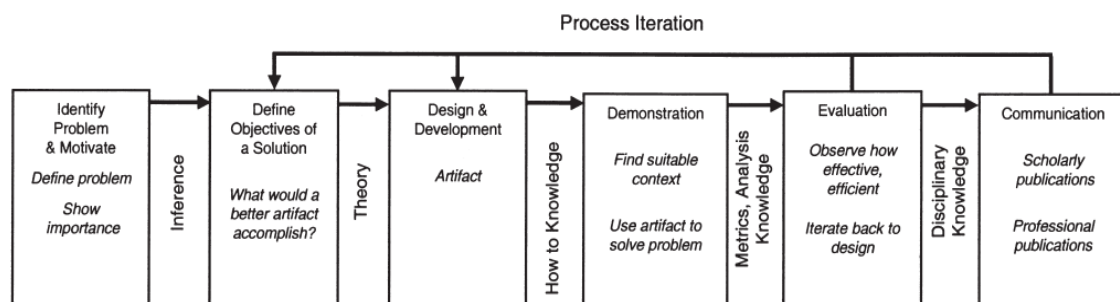 Process Iteration
Identify
Problem
& Motivate
Define problem
Show
importance
Inference
Define
Objectives of
a Solution
What would a
better artifact
accomplish?
Theory
Design &
Development
Artifact
How to Knowledge
Demonstration
Find suitable
context
Use artifact to
solve problem
Metrics, Analysis
Knowledge
Evaluation
Observe how
effective,
efficient
Iterate back to
design
Disciplinary
Knowledge
Communication
Scholarly
publications
Professional
publications